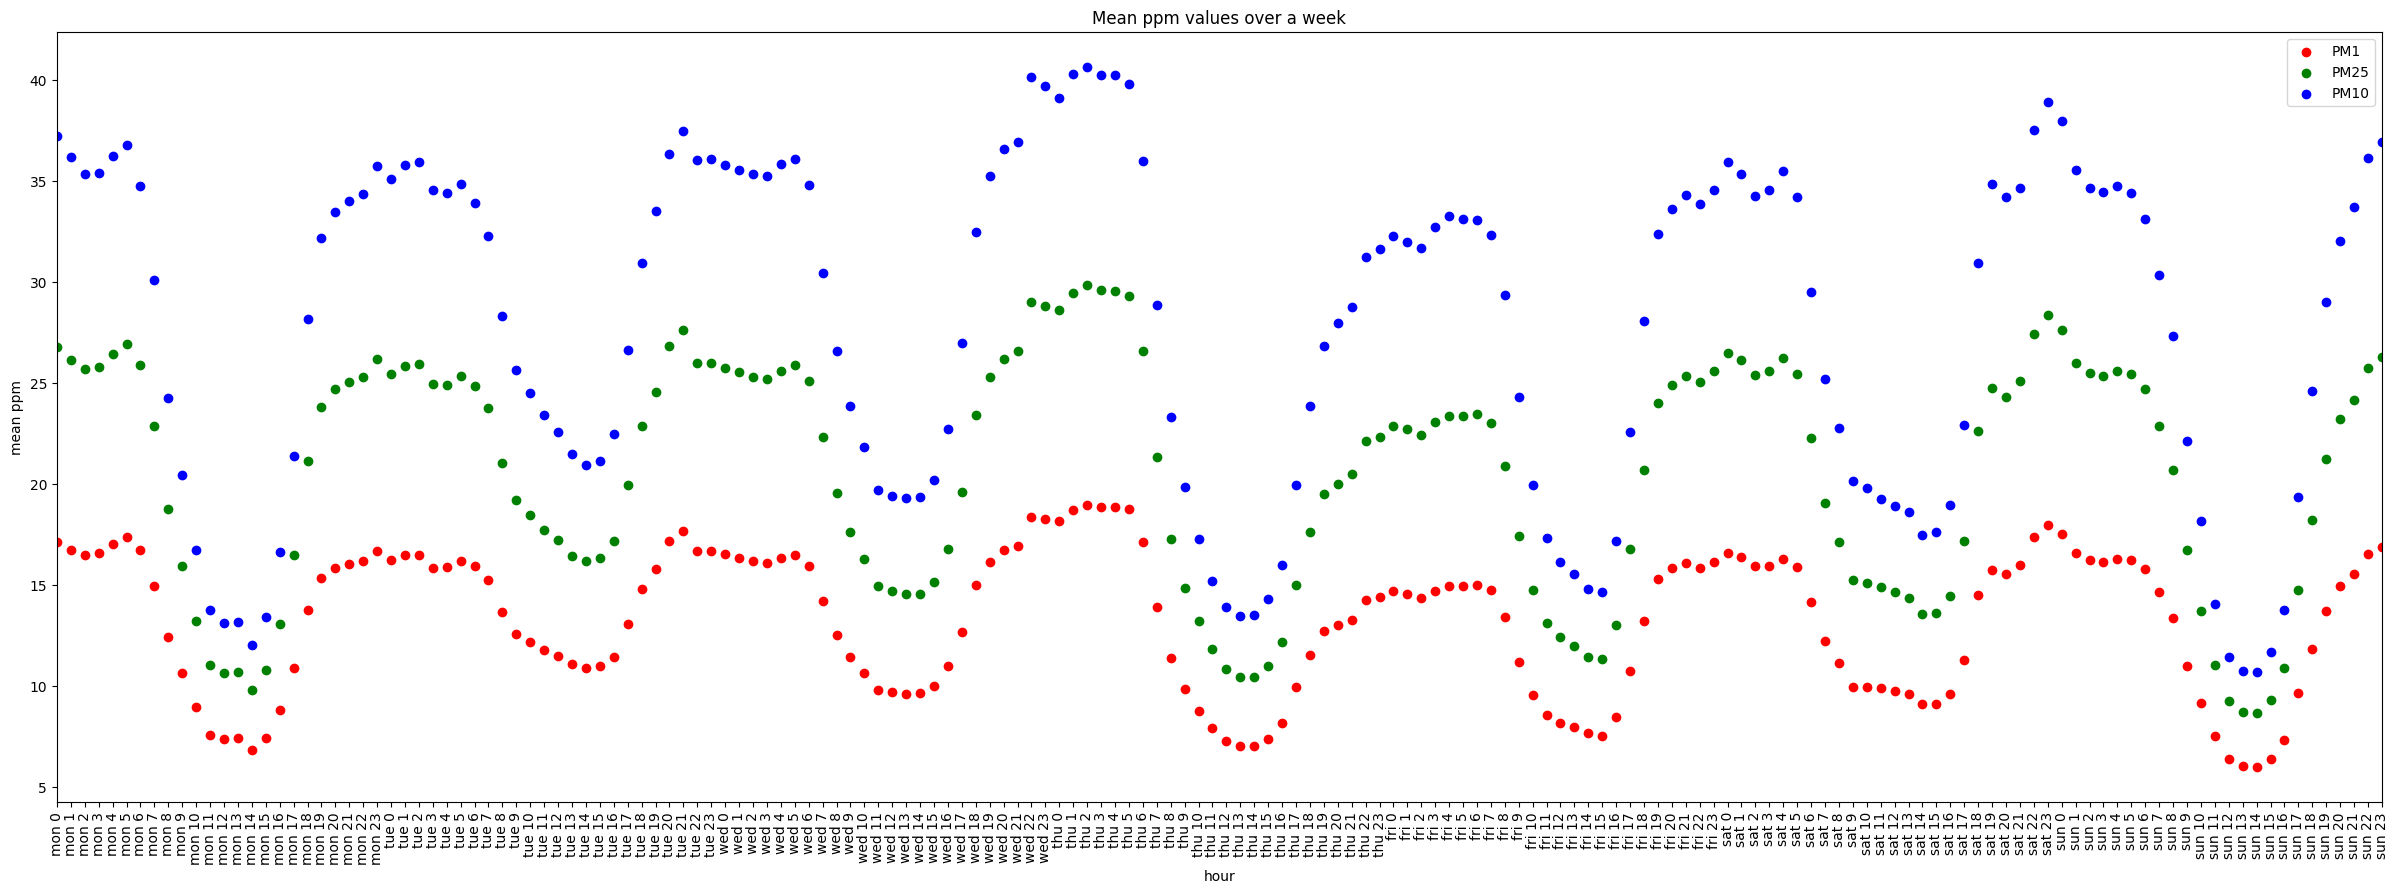 Mean ppm values over a week
PM1
PM25
PM10
40
35
30
25
20
15
10
5
mean ppm
mon 0
mon 1
mon 2
mon 3
mon 4
mon 5
mon 6
mon 7
mon 8
mon 9
mon 10
mon 11
mon 12
mon 13
mon 14
mon 15
mon 16
mon 17
mon 18
mon 19
mon 20
mon 21
mon 22
mon 23
tue 0
tue 1
tue 2
tue 3
tue 4
tue 5
tue 6
tue 7
tue 8
tue 9
tue 10
tue 11
tue 12
tue 13
tue 14
tue 15
tue 16
tue 17
tue 18
tue 19
tue 20
tue 21
tue 22
tue 23
wed 0
wed 1
wed 2
wed 3
wed 4
wed 5
wed 6
wed 7
wed 8
wed 9
wed 10
wed 11
wed 12
wed 13
wed 14
wed 15
wed 16
wed 17
wed 18
wed 19
wed 20
wed 21
wed 22
wed 23
thu 0
thu 1
thu 2
thu 3
thu 4
thu 5
thu 6
thu 7
thu 8
thu 9
thu 10
thu 11
thu 12
thu 13
thu 14
thu 15
thu 16
thu 17
thu 18
thu 19
thu 20
thu 21
thu 22
thu 23
fri 0
fri 1
fri 2
fri 3
fri 4
fri 5
fri 6
fri 7
fri 8
fri 9
fri 10
fri 11
fri 12
fri 13
fri 14
fri 15
fri 16
fri 17
fri 18
fri 19
fri 20
fri 21
fri 22
fri 23
sat 0
sat 1
sat 2
sat 3
sat 4
sat 5
sat 6
sat 7
sat 8
sat 9
sat 10
sat 11
sat 12
sat 13
sat 14
sat 15
sat 16
sat 17
sat 18
sat 19
sat 20
sat 21
sat 22
sat 23
sun 0
sun 1
sun 2
sun 3
sun 4
sun 5
sun 6
sun 7
sun 8
sun 9
sun 10
sun 11
sun 12
sun 13
sun 14
sun 15
sun 16
sun 17
sun 18
sun 19
sun 20
sun 21
sun 22
sun 23
hour